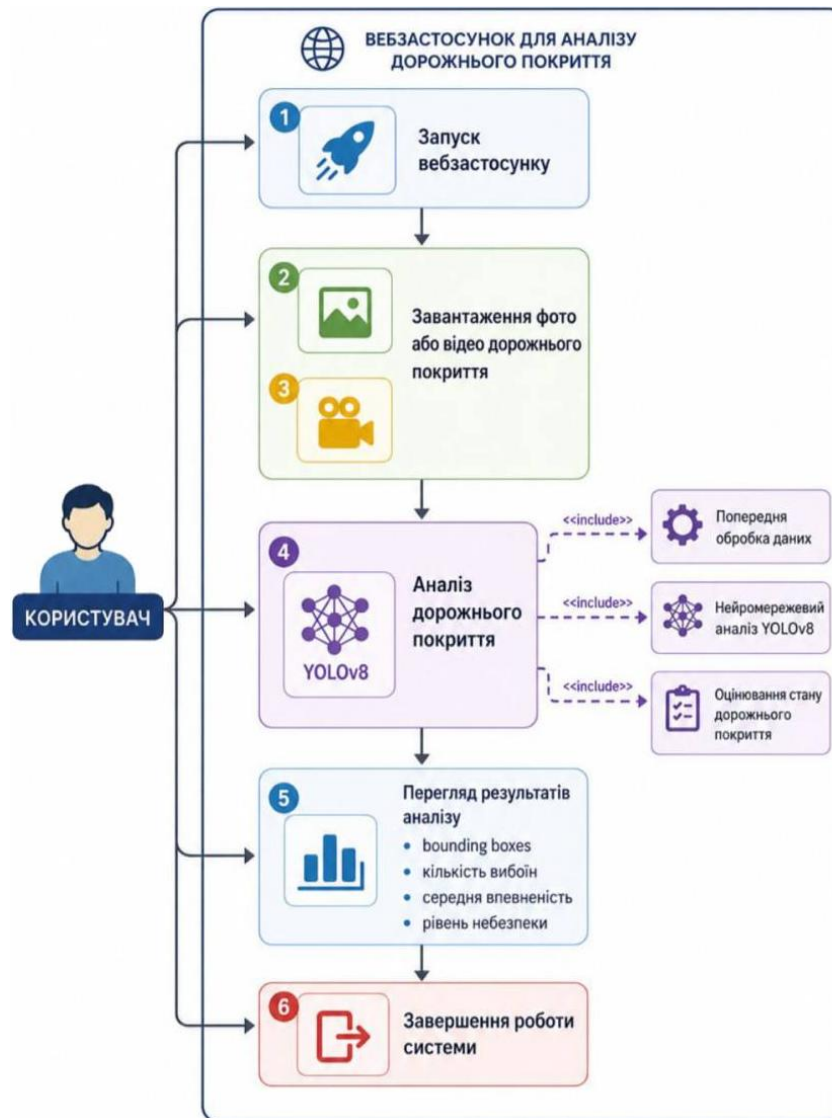 ВЕБЗАСТОСУНОК ДЛЯ АНАЛІЗУ
ДОРОЖНЬОГО ПОКРИТТЯ
1
Запуск
вебзастосунку
2
Завантаження фото
або відео дорожнього
покриття
3
КОРИСТУВАЧ
4
YOLOv8
Аналіз
дорожнього
покриття
<<include>>
Попередня
обробка даних
<<include>>
Нейромережевий
аналіз YOLOv8
<<include>>
Оцінювання стану
дорожнього
покриття
5
Перегляд результатів
аналізу
• bounding boxes
• кількість вибоїн
• середня впевненість
• рівень небезпеки
6
Завершення роботи
системи